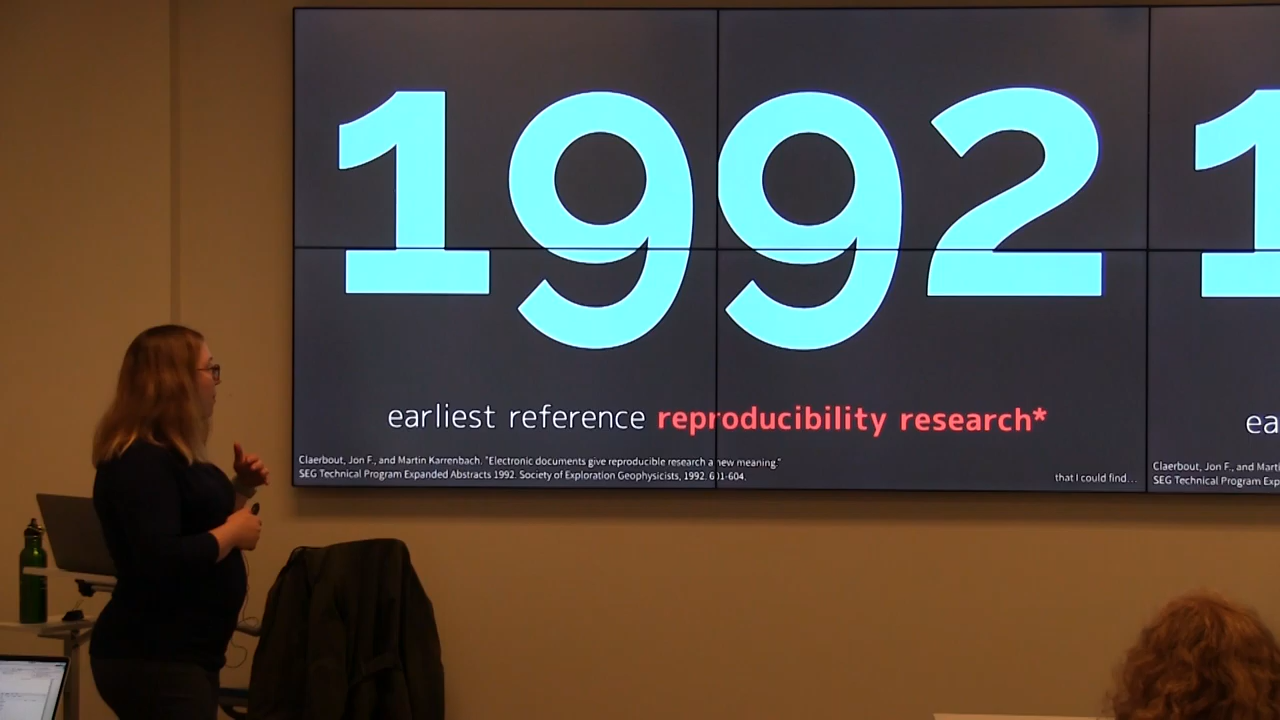 1992
earliest reference reproducibility research*
Claerbout, Jon F., and Martin Karrenbach. "Electronic documents give reproducible research a new meaning."
SEG Technical Program Expanded Abstracts 1992. Society of Exploration Geophysicists, 1992. 601-604.
that I could find...
1
ea
Claerbout, Jon F., and Marti
SEG Technical Program Exp